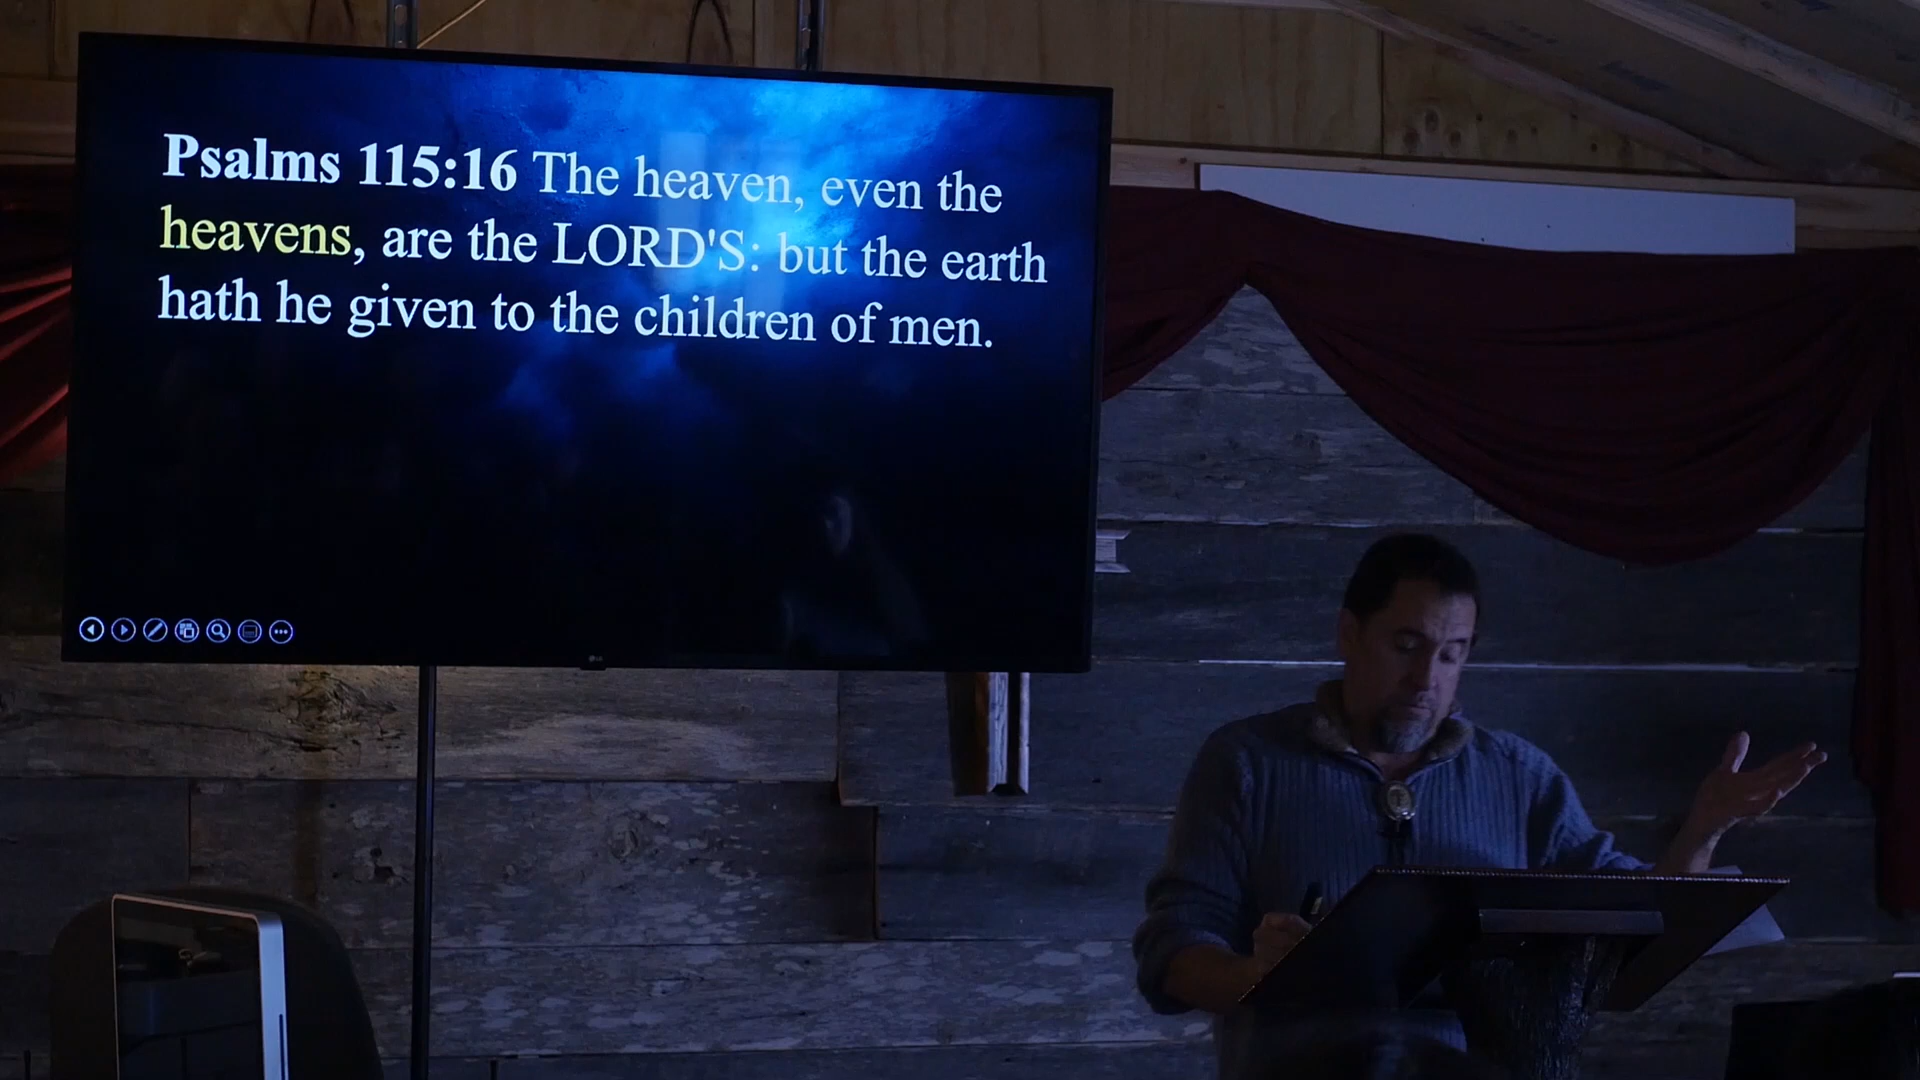 Psalms 115:16 The heaven, even the
heavens, are the LORD'S: but the earth
hath he given to the children of men.
LG